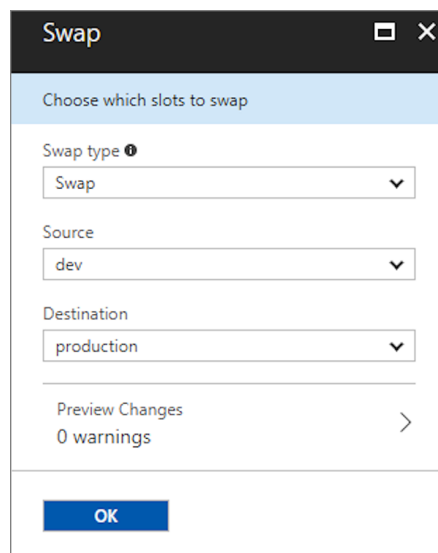 Swap
Choose which slots to swap
Swap type
Swap
Source
dev
Destination
production
Preview Changes
0 warnings
OK